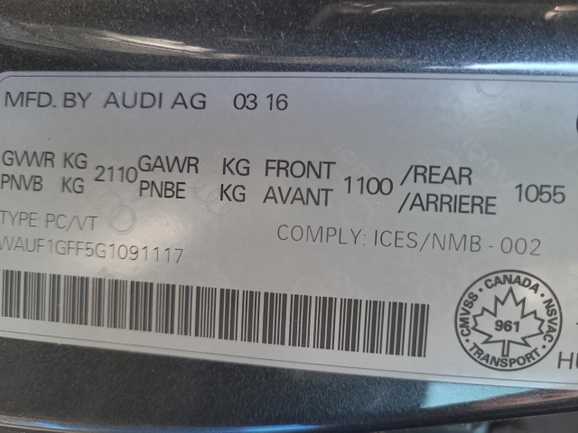 MFD. BY AUDI AG 03 16
GVWR KG 2110 GAWR KG FRONT 1100 /REAR 1055
PNVB KG PNBE KG AVANT /ARRIERE
TYPE PC/VT
WAUF1GFF5G1091117
COMPLY: ICES/NMB-002
CMVSS · CANADA · NSVAC
961
TRANSPORT